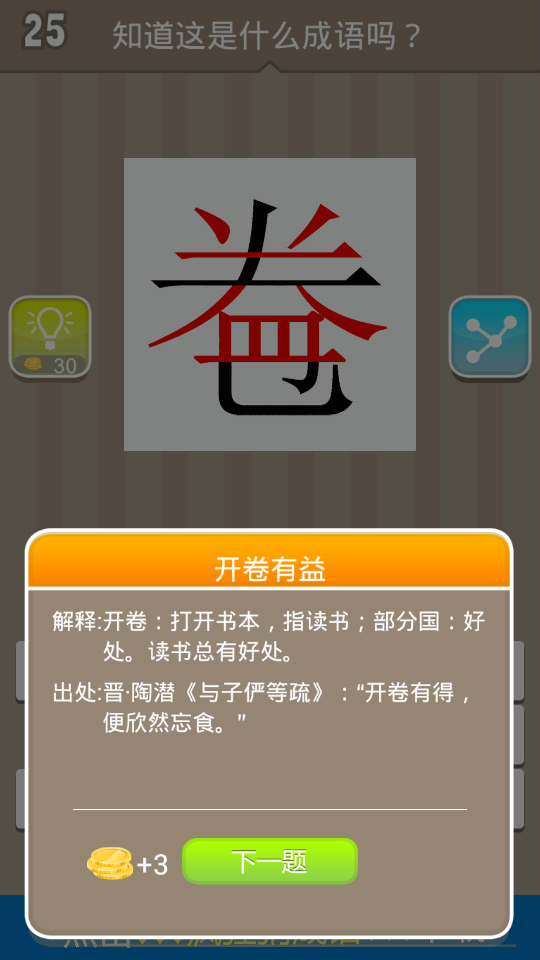 25
知道这是什么成语吗？
30
开卷有益
解释:开卷：打开书本，指读书；部分国：好
处。读书总有好处。
出处:晋·陶潜《与子俨等疏》：“开卷有得，
便欣然忘食。”
+3
下一题